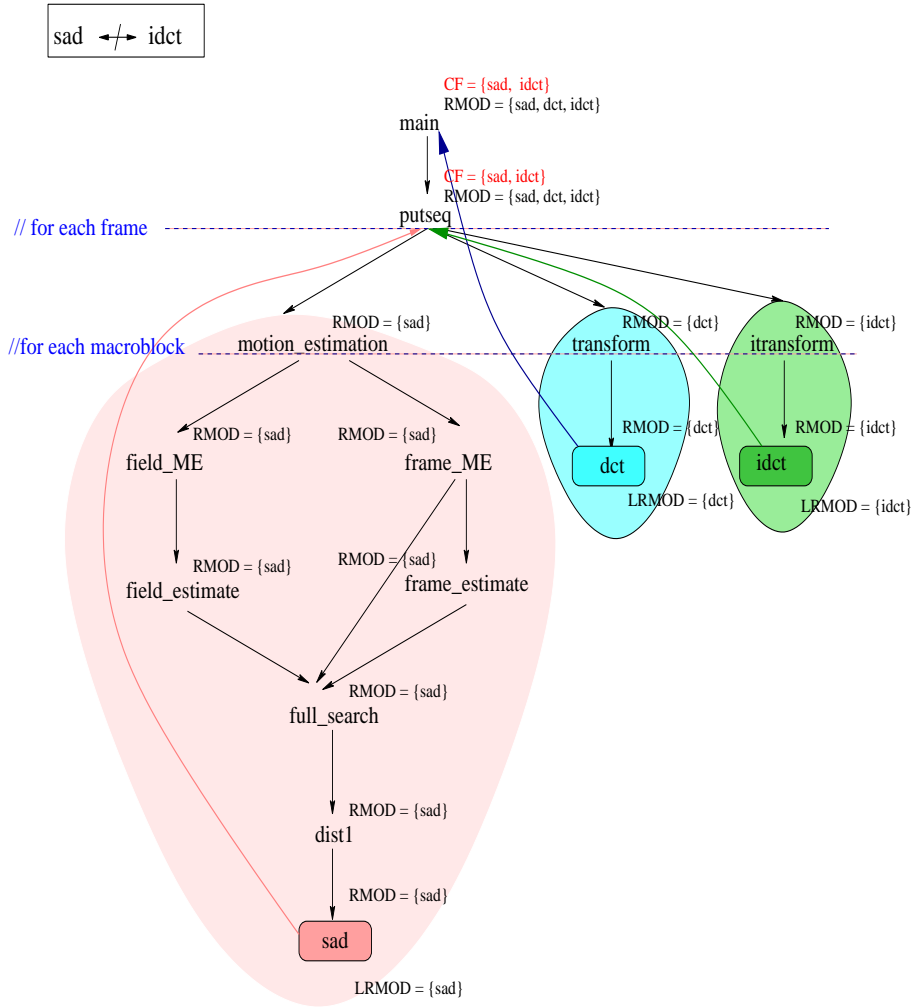 sad idct
CF = {sad, idct}
RMOD = {sad, dct, idct}
main
CF = {sad, idct}
RMOD = {sad, dct, idct}
putseq
// for each frame
RMOD = {sad}
RMOD = {dct}
RMOD = {idct}
//for each macroblock
motion_estimation
transform
itransform
RMOD = {sad}
RMOD = {sad}
RMOD = {dct}
RMOD = {idct}
field_ME
frame_ME
dct
idct
LRMOD = {dct}
LRMOD = {idct}
RMOD = {sad}
RMOD = {sad}
field_estimate
frame_estimate
RMOD = {sad}
full_search
RMOD = {sad}
dist1
RMOD = {sad}
sad
LRMOD = {sad}